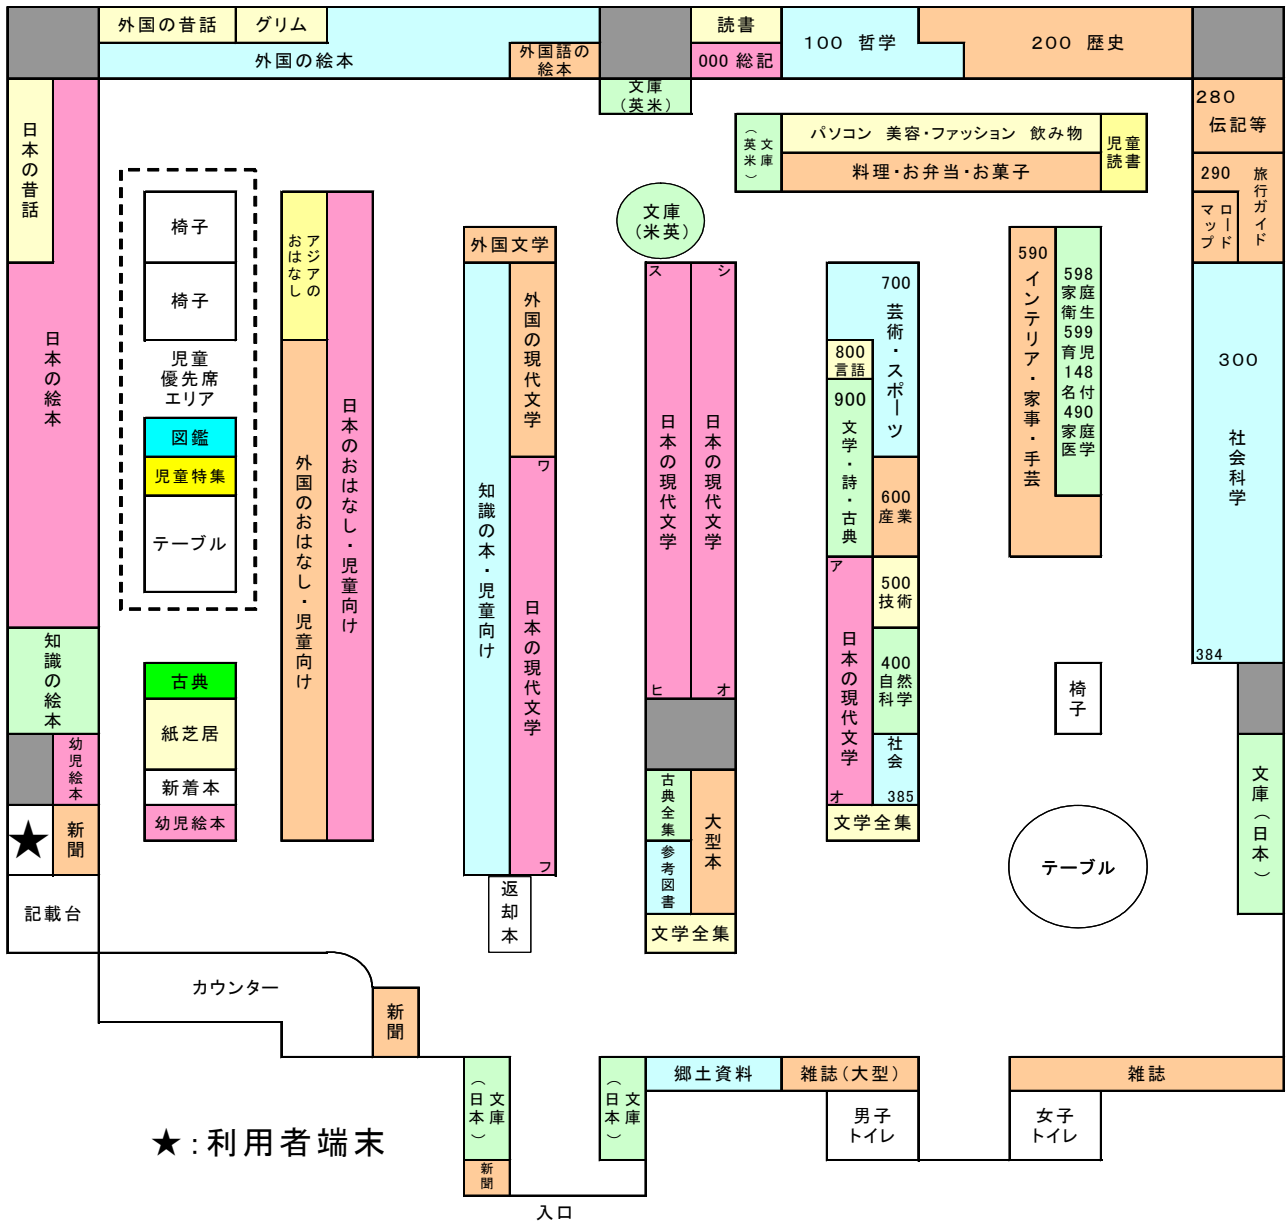 外国の昔話
グリム
外国の絵本
外国語の
絵本
読書
000 総記
100 哲学
200 歴史
文庫
（英米）
日本の昔話
日本の絵本
椅子
椅子
児童
優先席
エリア
図鑑
児童特集
テーブル
アジアの
おはなし
外国のおはなし・児童向け
日本のおはなし・児童向け
外国文学
知識の本・児童向け
外国の現代文学
ワ
日本の現代文学
フ
返却本
文庫
（米英）
ス
日本の現代文学
ヒ
シ
日本の現代文学
オ
古典全集
参考図書
大型本
文学全集
文庫
（英米）
パソコン 美容・ファッション 飲み物
料理・お弁当・お菓子
児童
読書
280
伝記等
290
旅行ガイド
ロード
マップ
700
芸術・スポーツ
800
言語
900
文学・詩・古典
600
産業
500
技術
400
自然
科学
社会
385
ア
日本の現代文学
オ
文学全集
590
インテリア・家事・手芸
598
家庭
衛生
599
育児
148
名付
490
家庭
医学
300
社会科学
384
椅子
テーブル
文庫（日本）
知識の絵本
幼児絵本
古典
紙芝居
新着本
幼児絵本
★
新聞
記載台
カウンター
新聞
文庫
（日本）
新聞
文庫
（日本）
郷土資料
雑誌（大型）
雑誌
男子
トイレ
女子
トイレ
★：利用者端末
入口